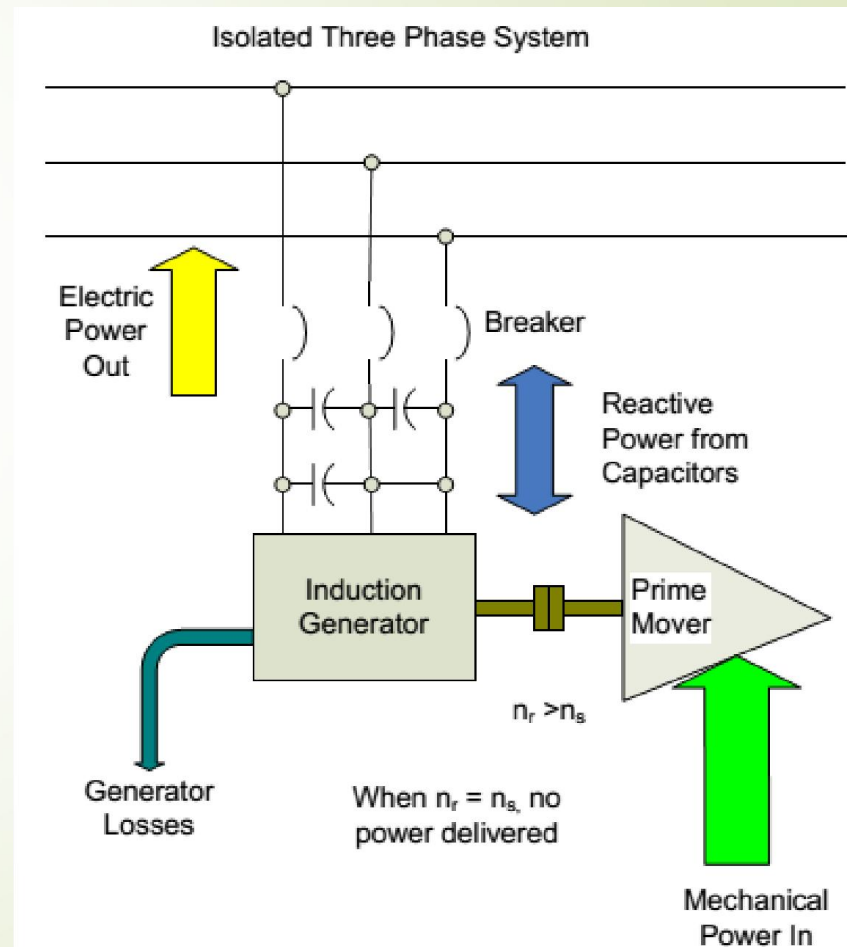 Isolated Three Phase System
Electric
Power
Out
Breaker
Reactive
Power from
Capacitors
Induction
Generator
Prime
Mover
nᵣ >nₛ
Generator
Losses
When nᵣ = nₛ, no
power delivered
Mechanical
Power In